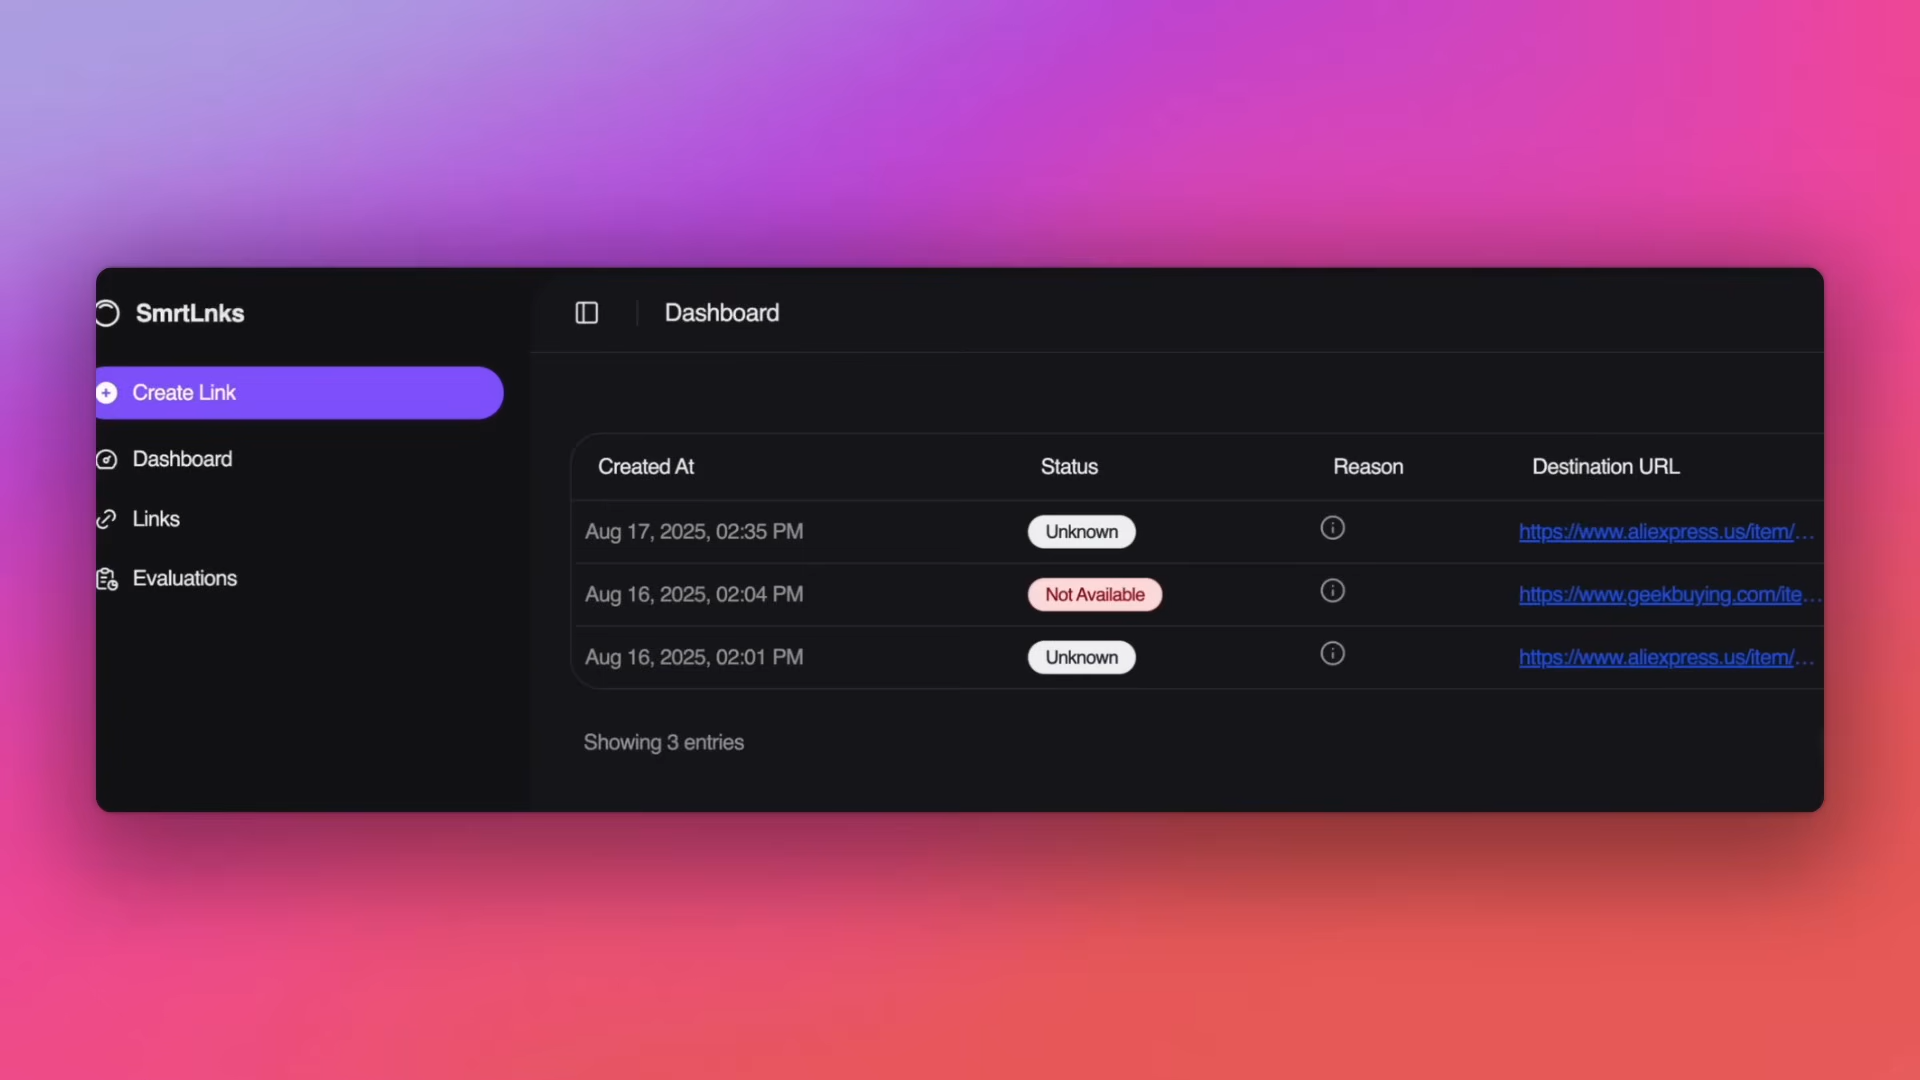 SmrtLnks
Dashboard
Create Link
Dashboard
Links
Evaluations
Created At Status Reason Destination URL
Aug 17, 2025, 02:35 PM Unknown https://www.aliexpress.us/item/...
Aug 16, 2025, 02:04 PM Not Available https://www.geekbuying.com/ite...
Aug 16, 2025, 02:01 PM Unknown https://www.aliexpress.us/item/...
Showing 3 entries